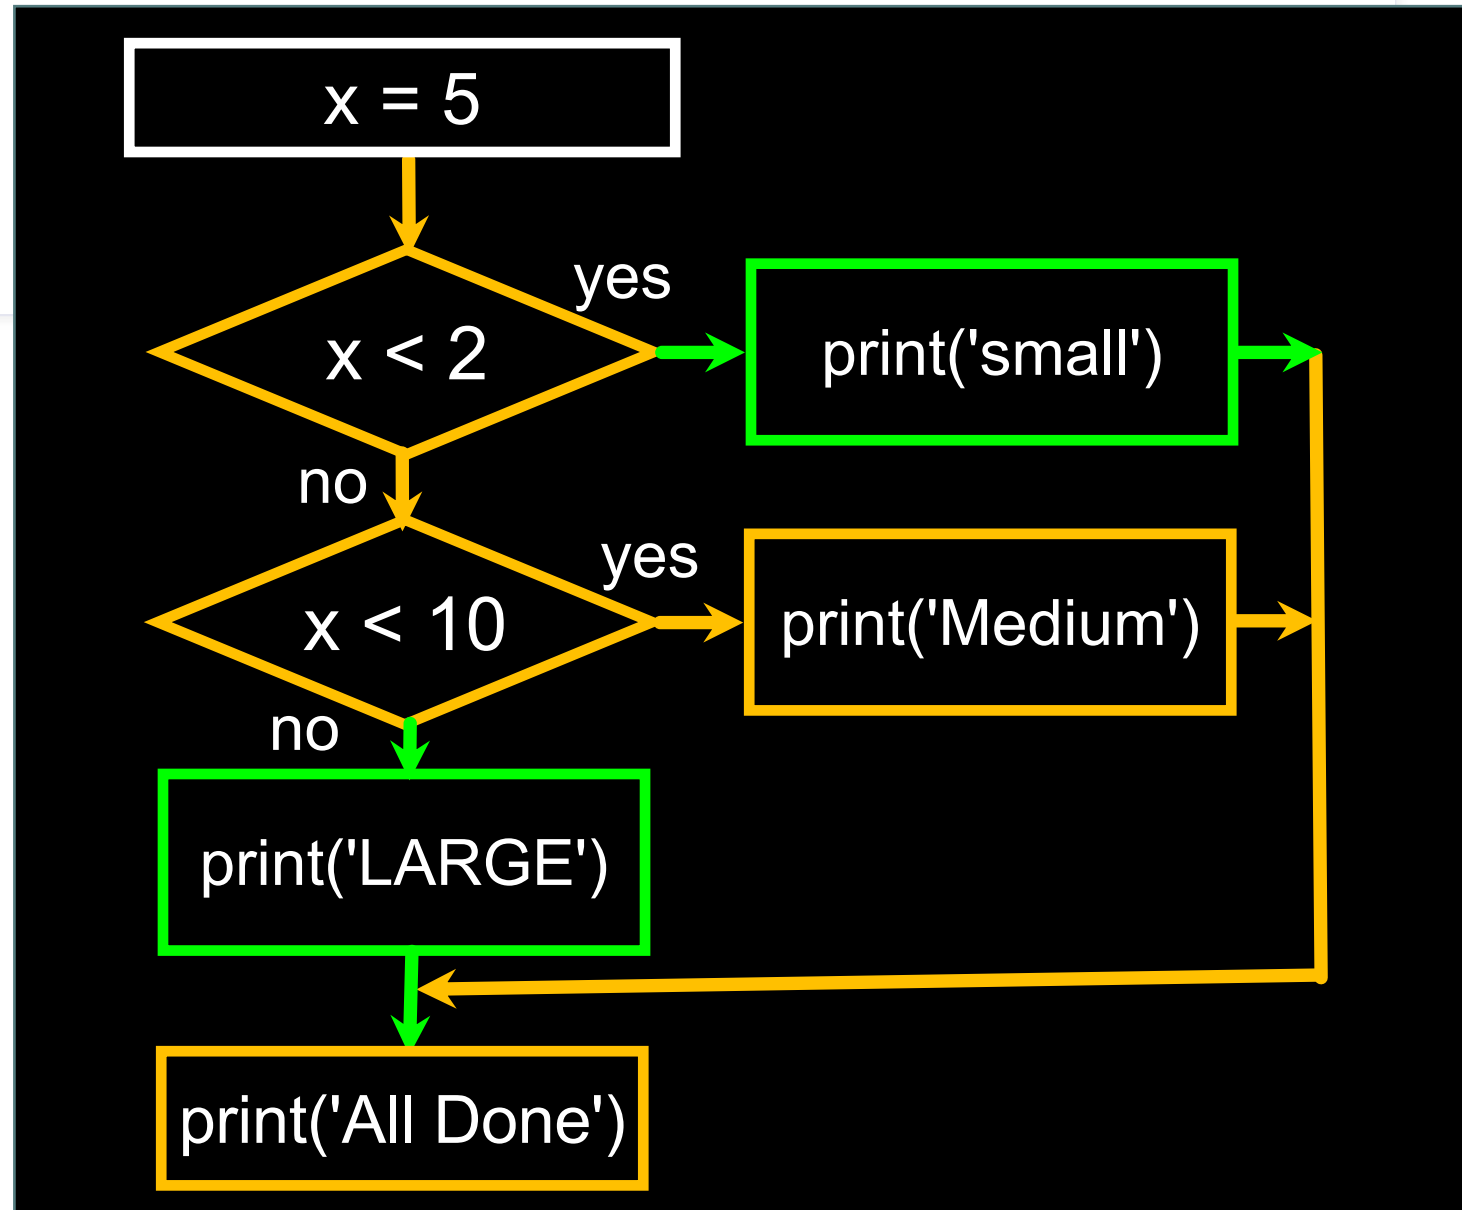 x = 5
yes
x < 2
print('small')
no
yes
x < 10
print('Medium')
no
print('LARGE')
print('All Done')